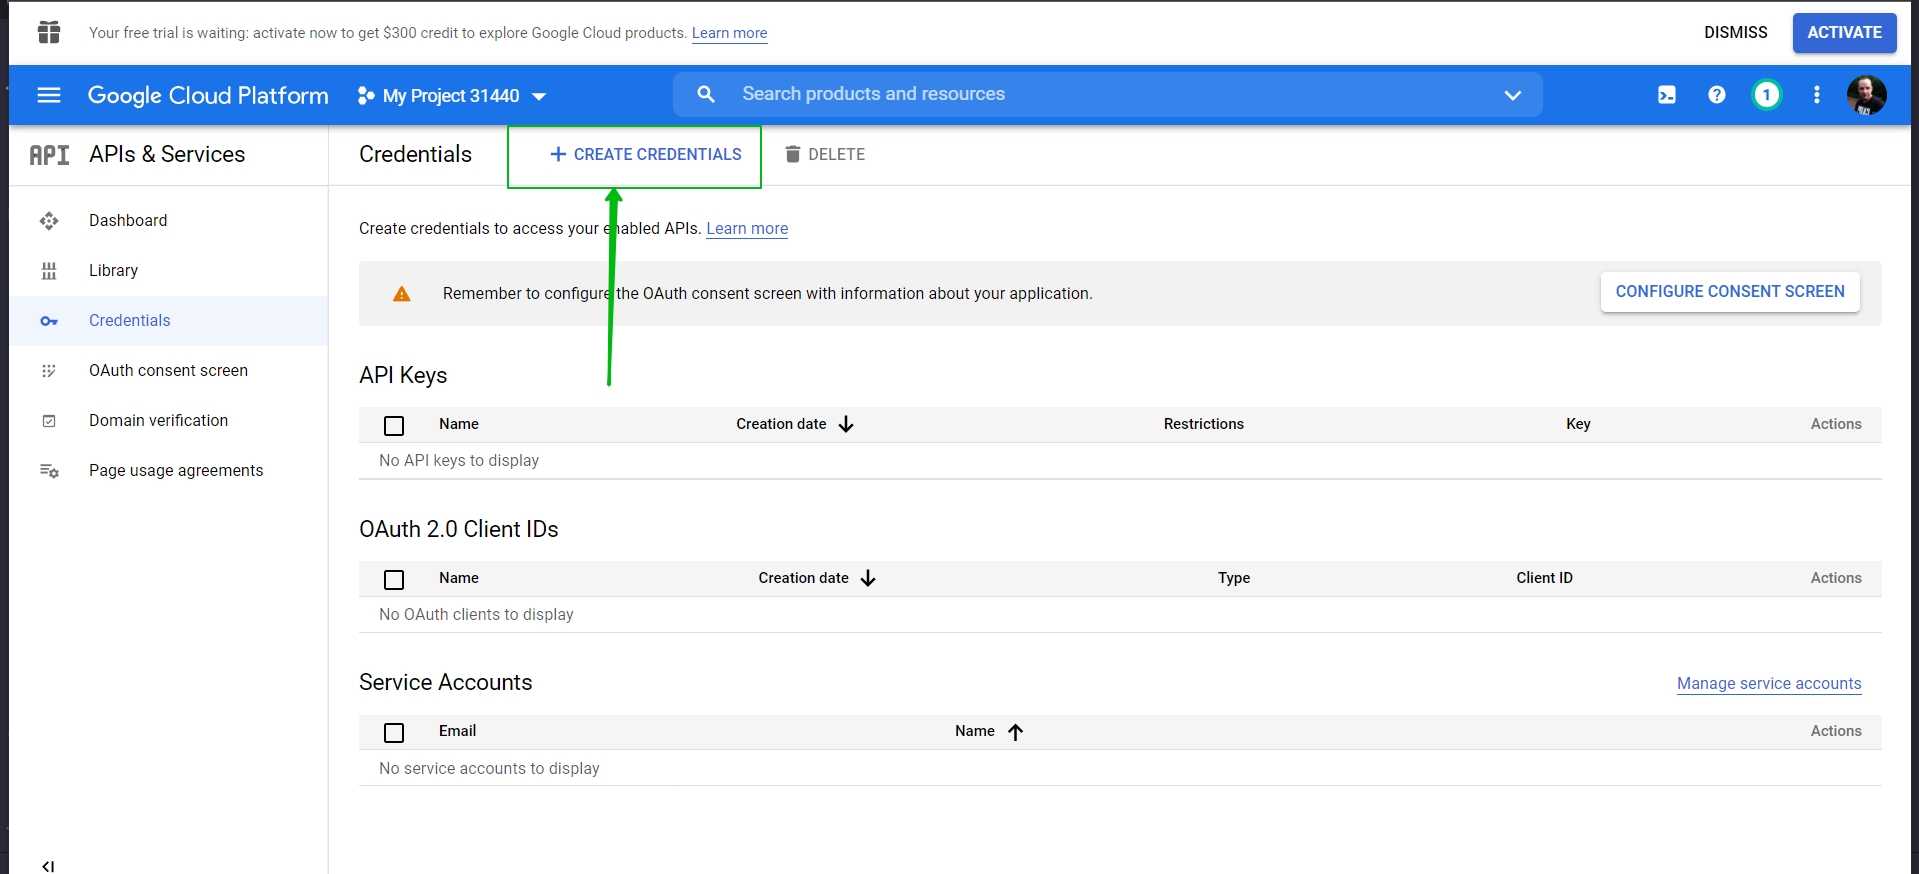 Your free trial is waiting: activate now to get $300 credit to explore Google Cloud products. Learn more
DISMISS
ACTIVATE
Google Cloud Platform
My Project 31440
Search products and resources
1
API APIs & Services
Credentials
+ CREATE CREDENTIALS
DELETE
Dashboard
Library
Credentials
OAuth consent screen
Domain verification
Page usage agreements
Create credentials to access your enabled APIs. Learn more
Remember to configure the OAuth consent screen with information about your application.
CONFIGURE CONSENT SCREEN
API Keys
Name Creation date Restrictions Key Actions
No API keys to display
OAuth 2.0 Client IDs
Name Creation date Type Client ID Actions
No OAuth clients to display
Service Accounts
Manage service accounts
Email Name Actions
No service accounts to display